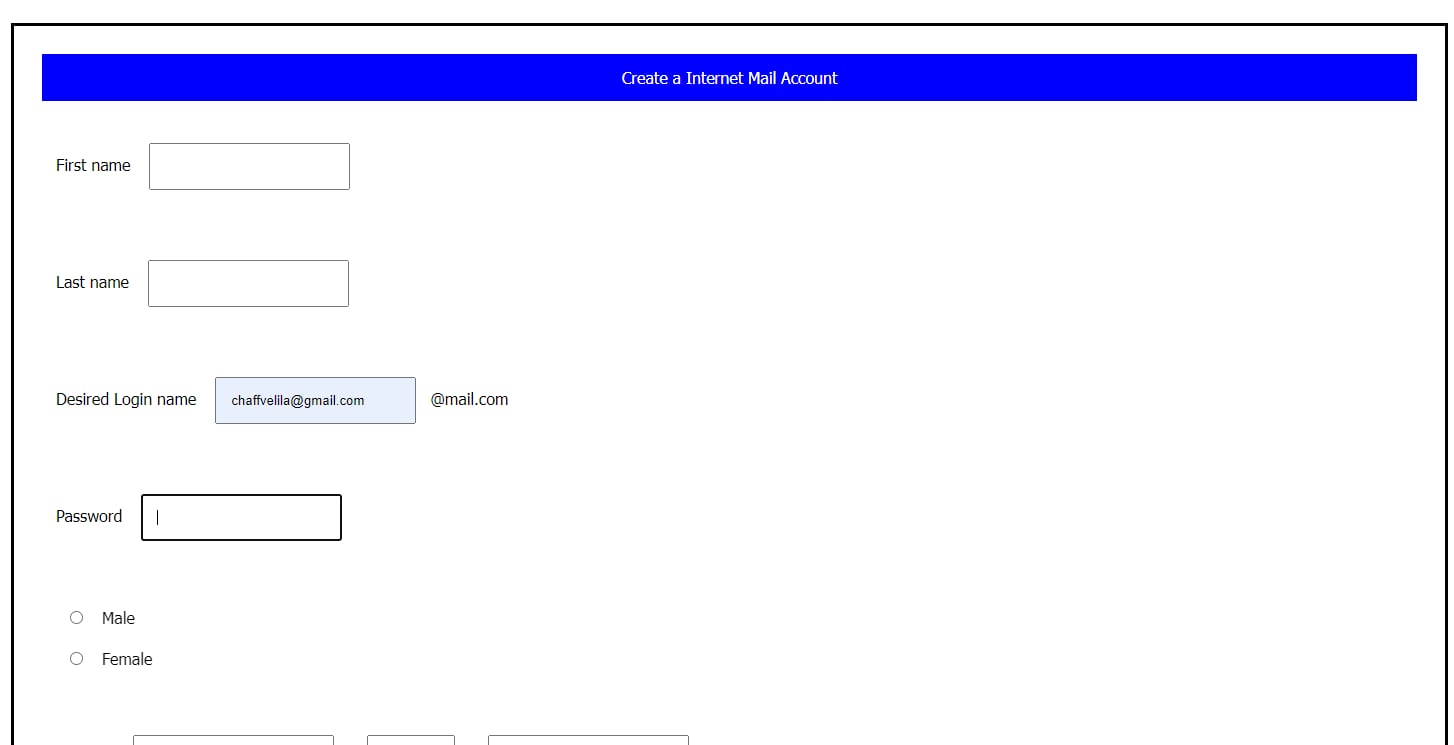 Create a Internet Mail Account
First name
Last name
Desired Login name chaffvelila@gmail.com @mail.com
Password
Male
Female